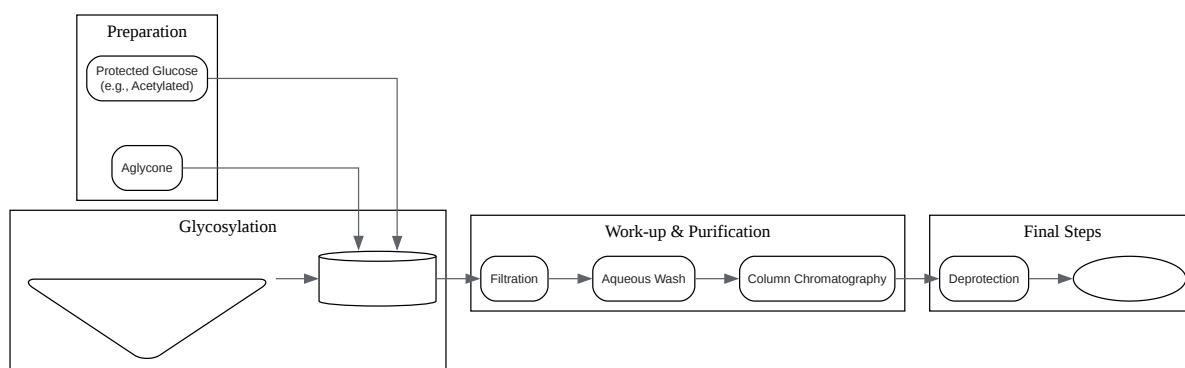 Preparation
Protected Glucose
(e.g., Acetylated)
Aglycone
Glycosylation
Work-up & Purification
Filtration
Aqueous Wash
Column Chromatography
Final Steps
Deprotection